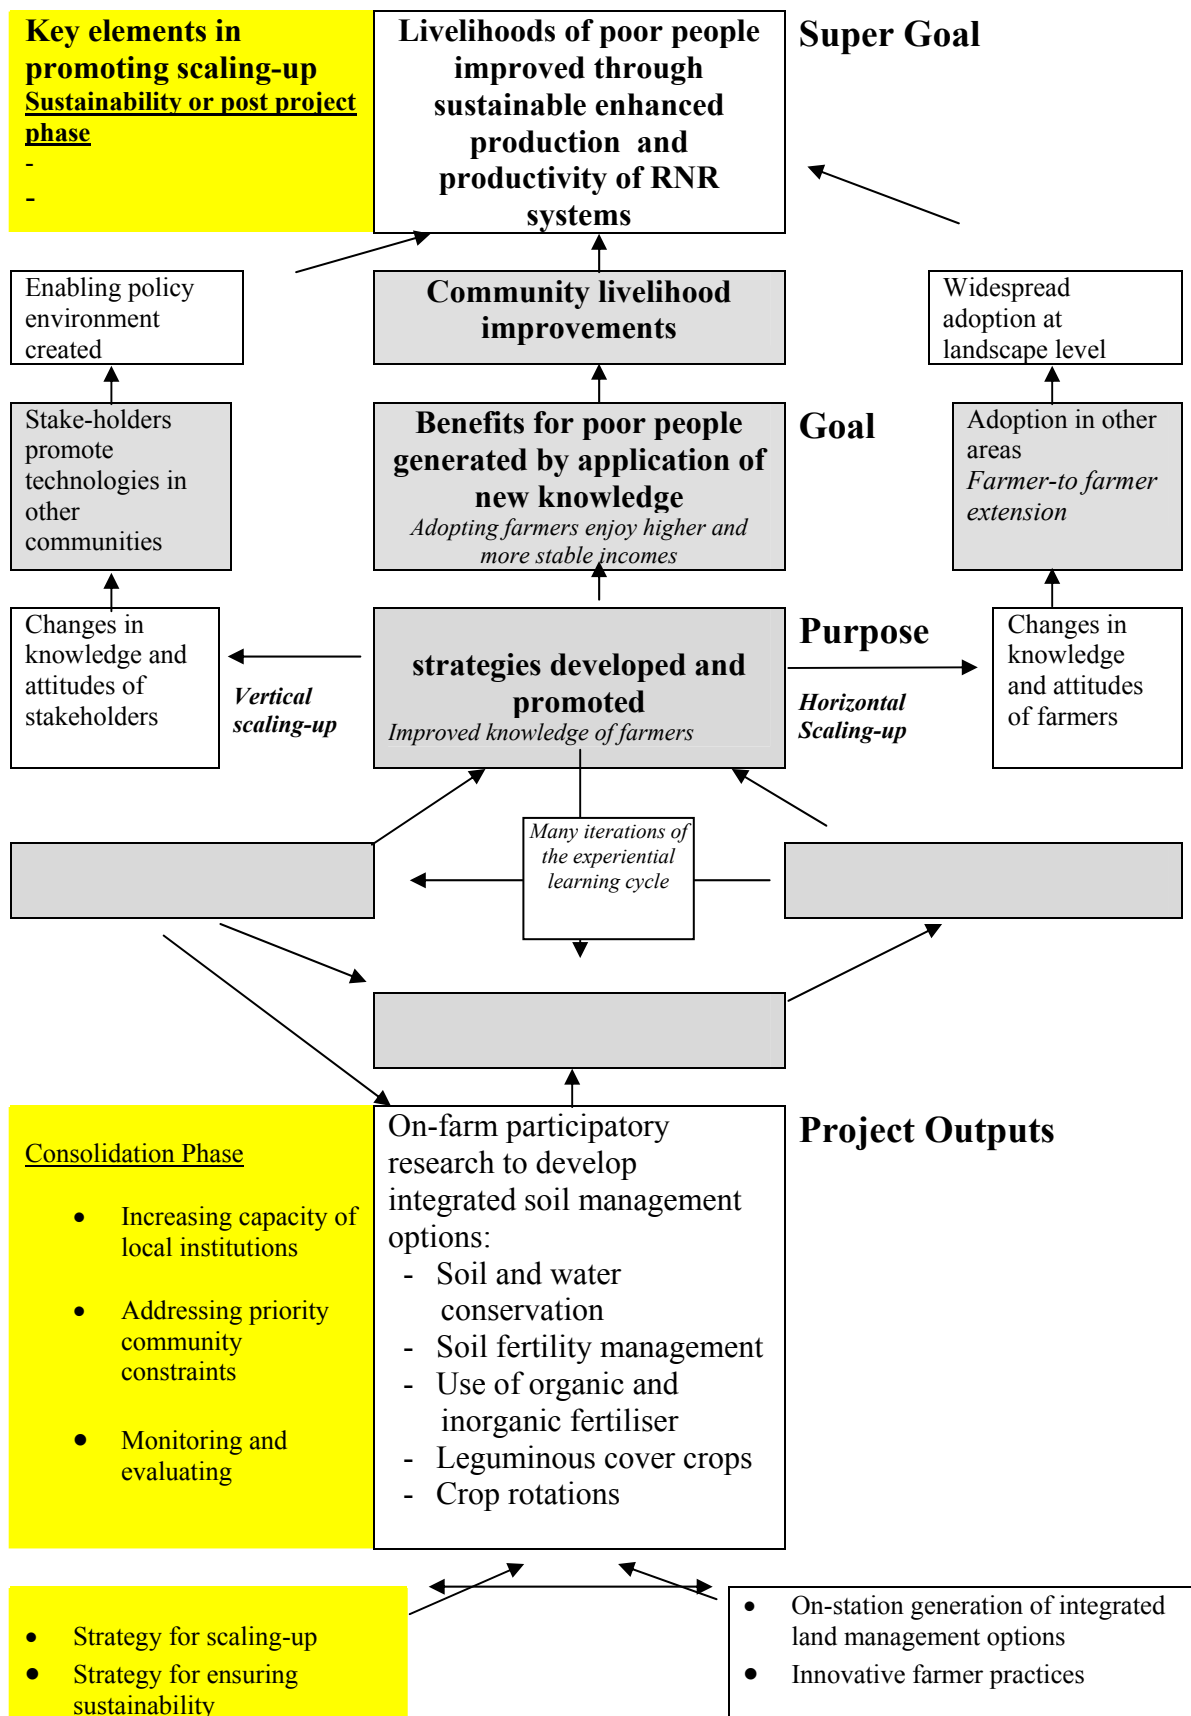 Key elements in
promoting scaling-up
Sustainability or post project
phase
-
-
Livelihoods of poor people
improved through
sustainable enhanced
production and
productivity of RNR
systems
Super Goal
Enabling policy
environment
created
Community livelihood
improvements
Widespread
adoption at
landscape level
Stake-holders
promote
technologies in
other
communities
Benefits for poor people
generated by application of
new knowledge
Adopting farmers enjoy higher and
more stable incomes
Goal
Adoption in other
areas
Farmer-to farmer
extension
Changes in
knowledge and
attitudes of
stakeholders
Vertical
scaling-up
strategies developed and
promoted
Improved knowledge of farmers
Purpose
Horizontal
Scaling-up
Changes in
knowledge
and attitudes
of farmers
Many iterations of
the experiential
learning cycle
Consolidation Phase
• Increasing capacity of
local institutions
• Addressing priority
community
constraints
• Monitoring and
evaluating
On-farm participatory
research to develop
integrated soil management
options:
- Soil and water
conservation
- Soil fertility management
- Use of organic and
inorganic fertiliser
- Leguminous cover crops
- Crop rotations
Project Outputs
• Strategy for scaling-up
• Strategy for ensuring
sustainability
• On-station generation of integrated
land management options
• Innovative farmer practices